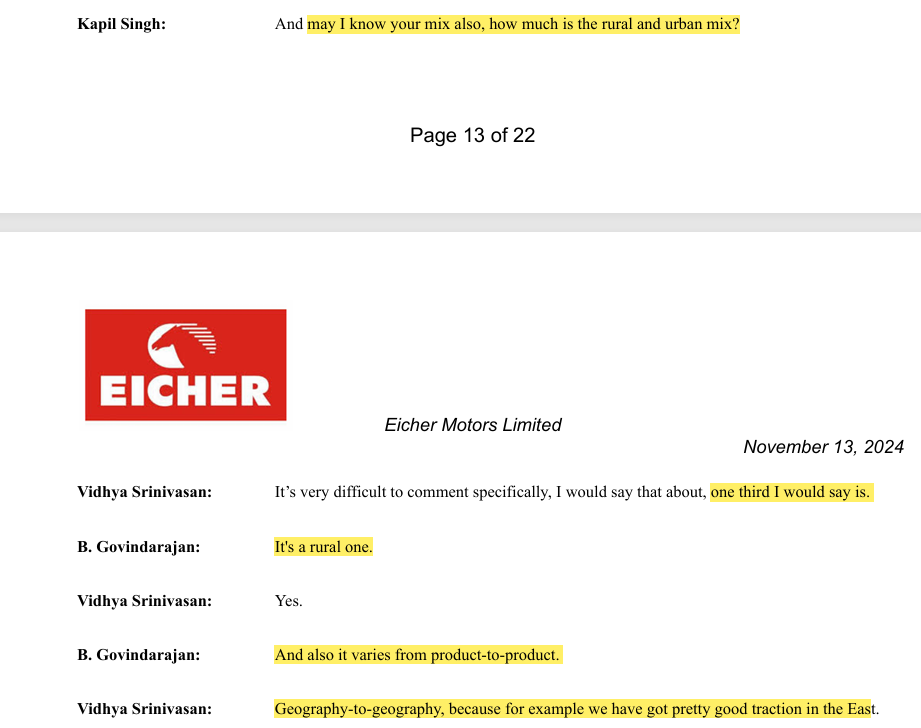 Kapil Singh: And may I know your mix also, how much is the rural and urban mix?
Page 13 of 22
EICHER
Eicher Motors Limited
November 13, 2024
Vidhya Srinivasan: It’s very difficult to comment specifically, I would say that about, one third I would say is.
B. Govindarajan: It's a rural one.
Vidhya Srinivasan: Yes.
B. Govindarajan: And also it varies from product-to-product.
Vidhya Srinivasan: Geography-to-geography, because for example we have got pretty good traction in the East.